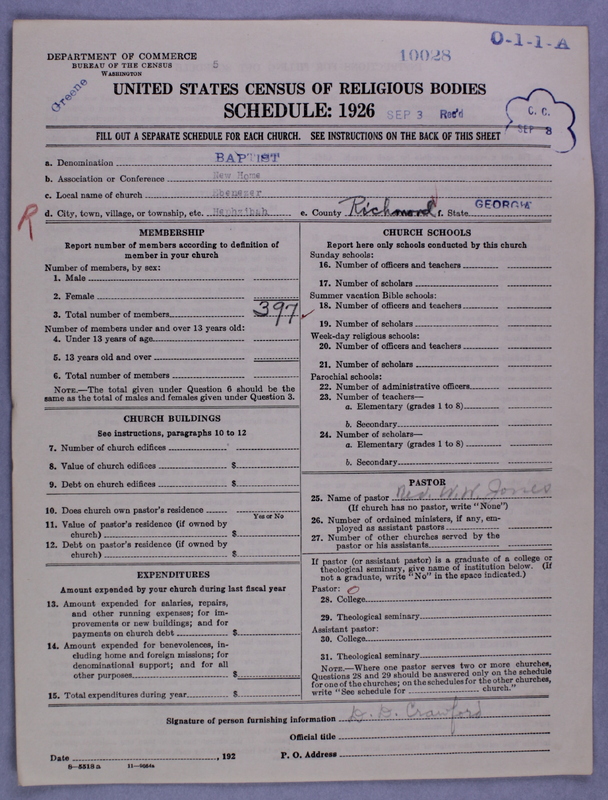 DEPARTMENT OF COMMERCE
BUREAU OF THE CENSUS
WASHINGTON
5
10028
O-1-1-A
Greene
UNITED STATES CENSUS OF RELIGIOUS BODIES
SCHEDULE: 1926
SEP 3 Rec'd
C. C.
SEP 8
FILL OUT A SEPARATE SCHEDULE FOR EACH CHURCH. SEE INSTRUCTIONS ON THE BACK OF THIS SHEET
a. Denomination BAPTIST
b. Association or Conference New Home
c. Local name of church Ebenezer
R
d. City, town, village, or township, etc. Hephzibah e. County Richmond f. State GEORGIA
MEMBERSHIP
Report number of members according to definition of
member in your church
Number of members, by sex:
1. Male
2. Female
3. Total number of members 397
Number of members under and over 13 years old:
4. Under 13 years of age
5. 13 years old and over
6. Total number of members
NOTE.—The total given under Question 6 should be the
same as the total of males and females given under Question 3.
CHURCH BUILDINGS
See instructions, paragraphs 10 to 12
7. Number of church edifices
8. Value of church edifices $
9. Debt on church edifices $
10. Does church own pastor's residence
Yes or No
11. Value of pastor's residence (if owned by
church) $
12. Debt on pastor's residence (if owned by
church) $
EXPENDITURES
Amount expended by your church during last fiscal year
13. Amount expended for salaries, repairs,
and other running expenses; for im-
provements or new buildings; and for
payments on church debt $
14. Amount expended for benevolences, in-
cluding home and foreign missions; for
denominational support; and for all
other purposes $
15. Total expenditures during year $
CHURCH SCHOOLS
Report here only schools conducted by this church
Sunday schools:
16. Number of officers and teachers
17. Number of scholars
Summer vacation Bible schools:
18. Number of officers and teachers
19. Number of scholars
Week-day religious schools:
20. Number of officers and teachers
21. Number of scholars
Parochial schools:
22. Number of administrative officers
23. Number of teachers—
a. Elementary (grades 1 to 8)
b. Secondary
24. Number of scholars—
a. Elementary (grades 1 to 8)
b. Secondary
PASTOR
25. Name of pastor W. W. Jones
(If church has no pastor, write "None")
26. Number of ordained ministers, if any, em-
ployed as assistant pastors
27. Number of other churches served by the
pastor or his assistants
If pastor (or assistant pastor) is a graduate of a college or
theological seminary, give name of institution below. (If
not a graduate, write "No" in the space indicated.)
Pastor: 0
28. College
29. Theological seminary
Assistant pastor:
30. College
31. Theological seminary
NOTE.—Where one pastor serves two or more churches,
Questions 28 and 29 should be answered only on the schedule
for one of the churches; on the schedules for the other churches,
write "See schedule for church."
Signature of person furnishing information D. D. Crawford
Official title
Date , 192 P. O. Address
8-5518 a 11-9064a